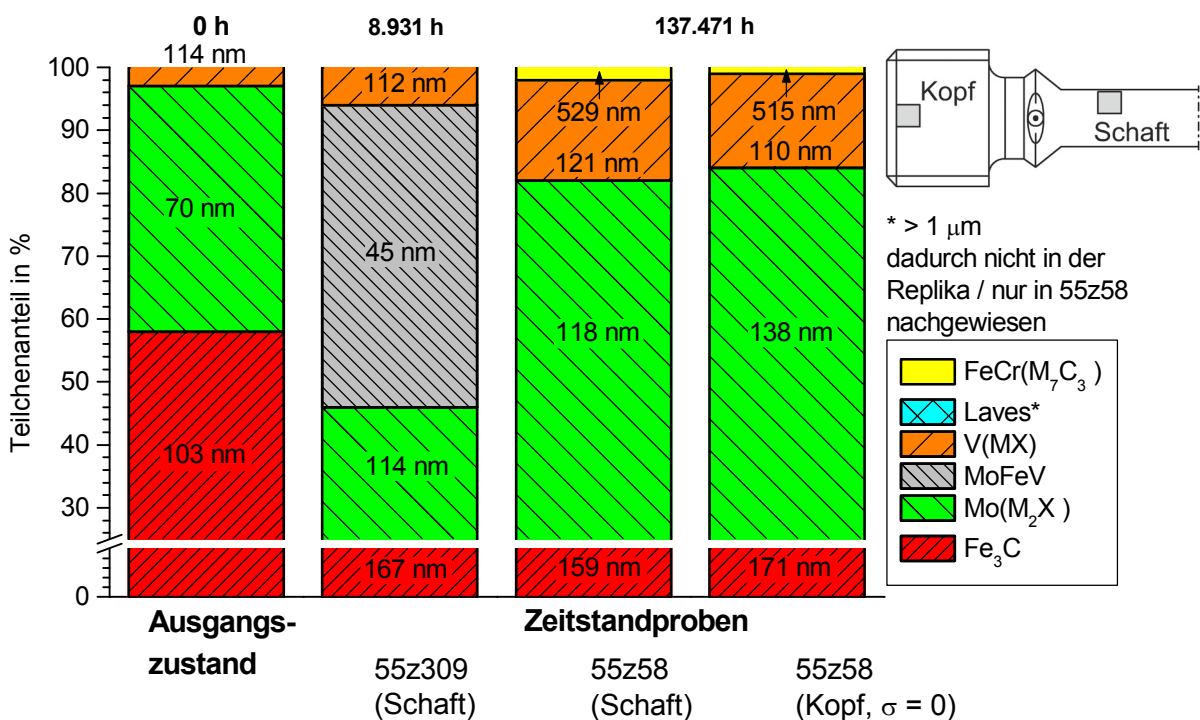 0 h
8.931 h
137.471 h
Teilchenanteil in %
100
90
80
70
60
50
40
30
0
114 nm
70 nm
103 nm
112 nm
45 nm
114 nm
167 nm
529 nm
121 nm
118 nm
159 nm
515 nm
110 nm
138 nm
171 nm
Kopf
Schaft
* > 1 μm
dadurch nicht in der
Replika / nur in 55z58
nachgewiesen
FeCr(M₇C₃ )
Laves*
V(MX)
MoFeV
Mo(M₂X )
Fe₃C
Ausgangs-
zustand
Zeitstandproben
55z309
(Schaft)
55z58
(Schaft)
55z58
(Kopf, σ = 0)